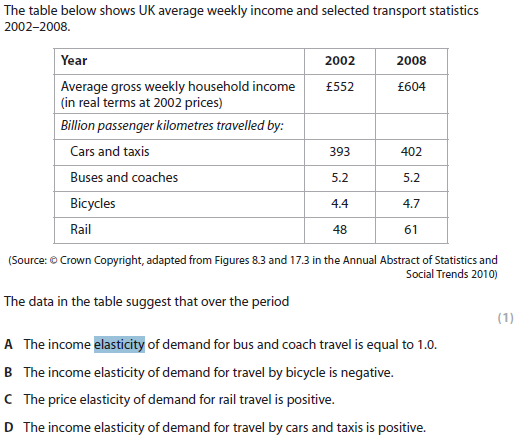 The table below shows UK average weekly income and selected transport statistics
2002–2008.
Year 2002 2008
Average gross weekly household income £552 £604
(in real terms at 2002 prices)
Billion passenger kilometres travelled by:
Cars and taxis 393 402
Buses and coaches 5.2 5.2
Bicycles 4.4 4.7
Rail 48 61
(Source: © Crown Copyright, adapted from Figures 8.3 and 17.3 in the Annual Abstract of Statistics and
Social Trends 2010)
The data in the table suggest that over the period
(1)
A The income elasticity of demand for bus and coach travel is equal to 1.0.
B The income elasticity of demand for travel by bicycle is negative.
C The price elasticity of demand for rail travel is positive.
D The income elasticity of demand for travel by cars and taxis is positive.